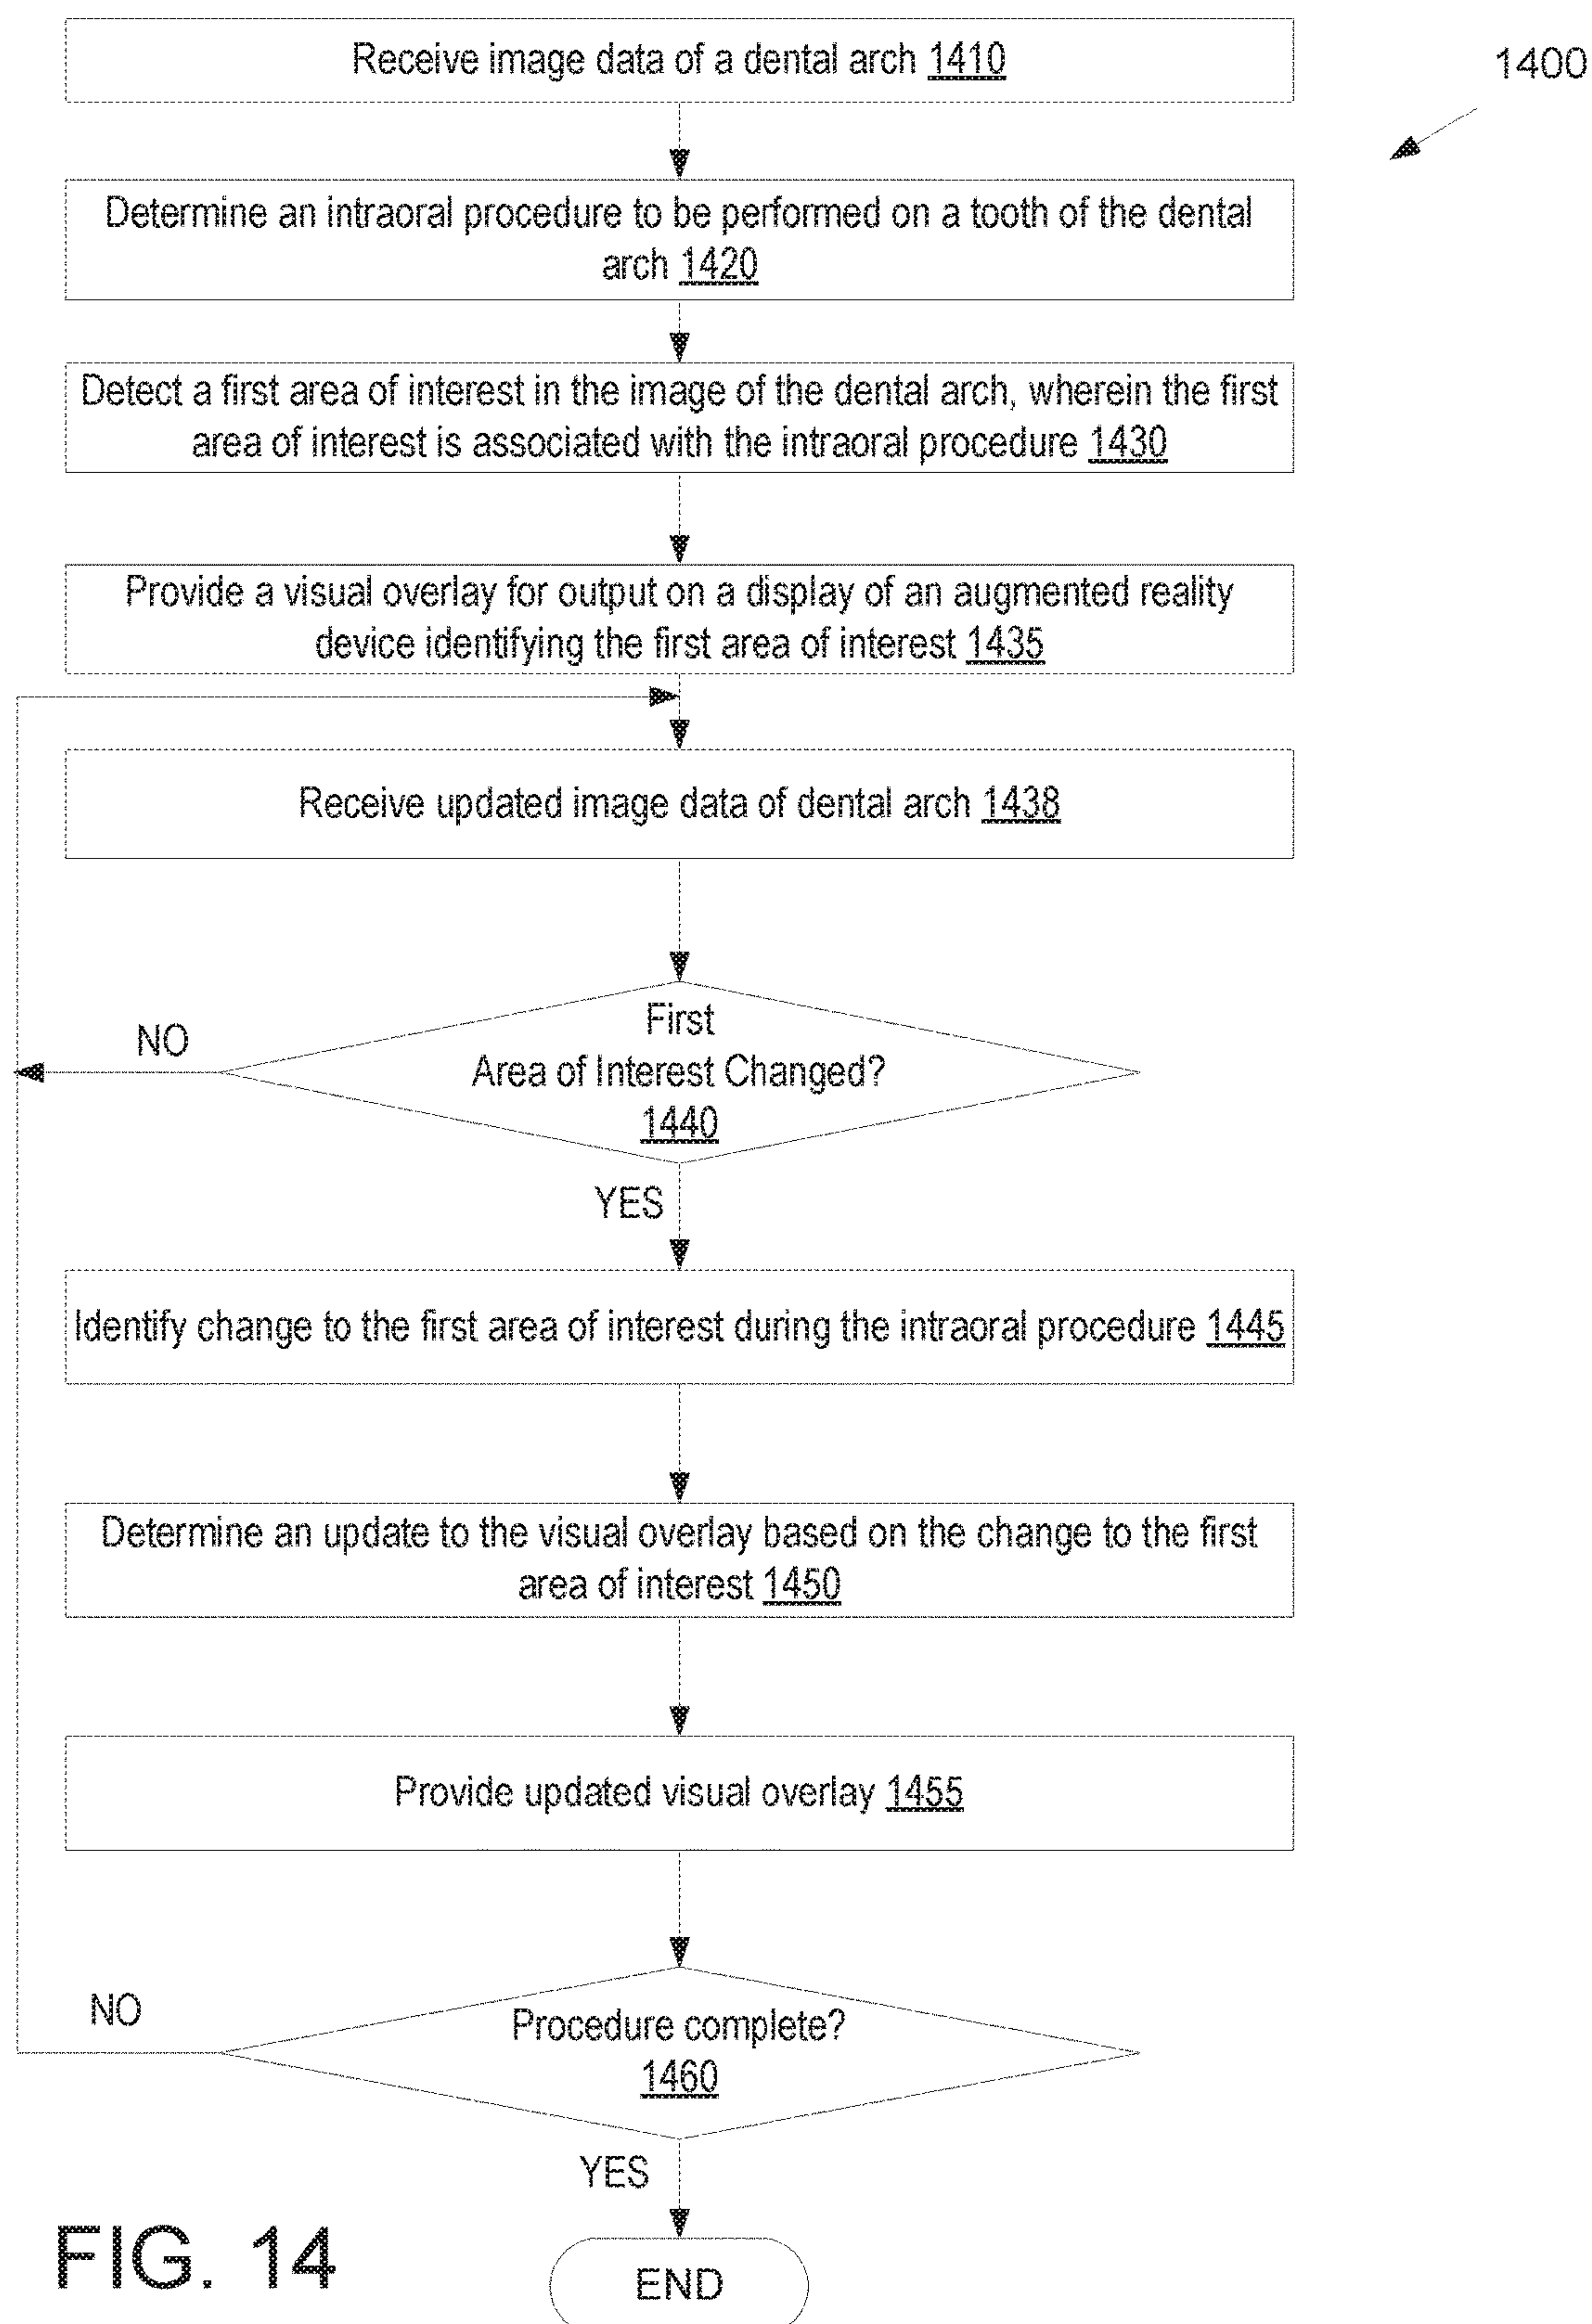 Receive image data of a dental arch 1410
1400
Determine an intraoral procedure to be performed on a tooth of the dental
arch 1420
Detect a first area of interest in the image of the dental arch, wherein the first
area of interest is associated with the intraoral procedure 1430
Provide a visual overlay for output on a display of an augmented reality
device identifying the first area of interest 1435
Receive updated image data of dental arch 1438
First
Area of Interest Changed?
1440
NO
YES
Identify change to the first area of interest during the intraoral procedure 1445
Determine an update to the visual overlay based on the change to the first
area of interest 1450
Provide updated visual overlay 1455
Procedure complete?
1460
NO
YES
END
FIG. 14